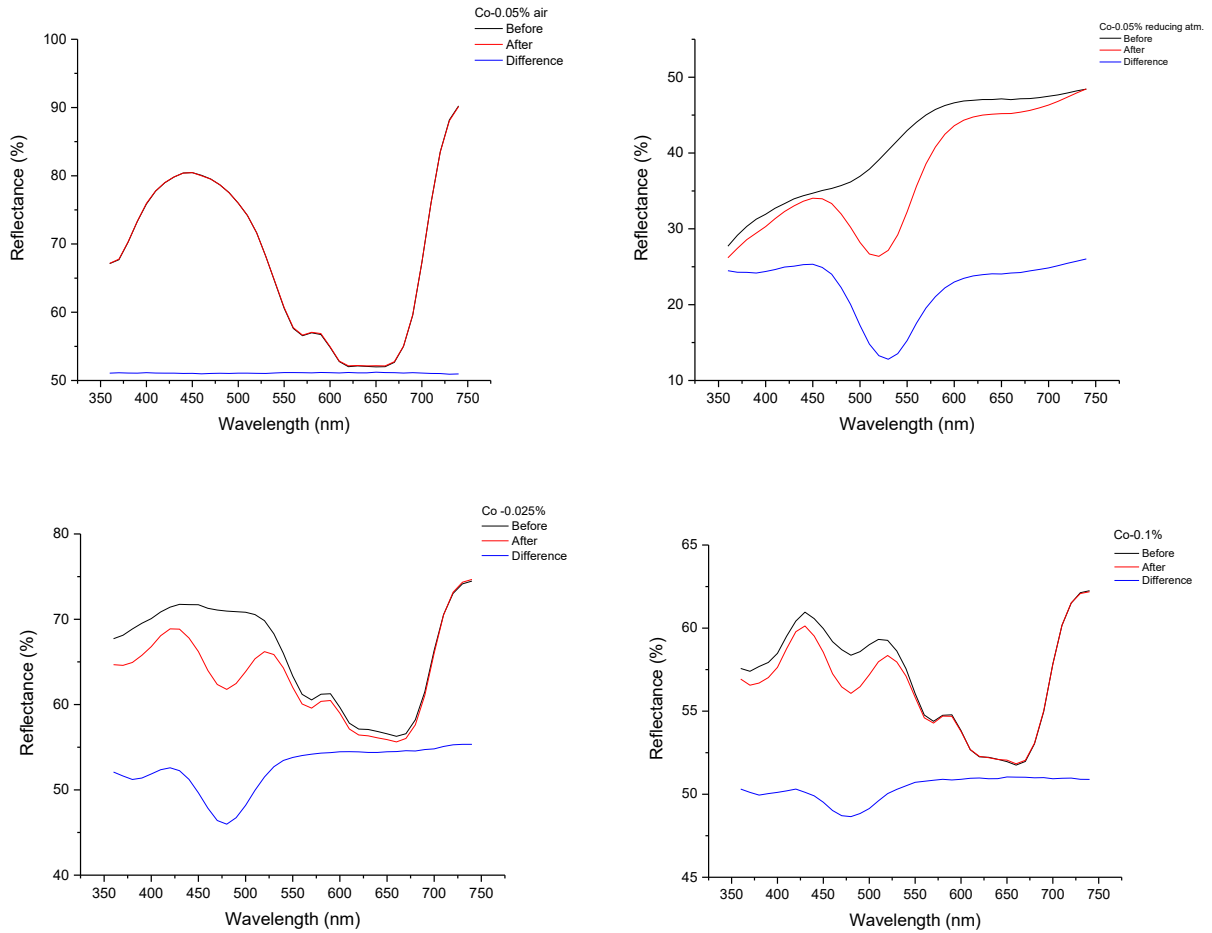 Co-0.05% air
Before
After
Difference
100
90
80
70
60
50
350 400 450 500 550 600 650 700 750
Reflectance (%)
Wavelength (nm)
Co-0.05% reducing atm.
Before
After
Difference
50
40
30
20
10
350 400 450 500 550 600 650 700 750
Reflectance (%)
Wavelength (nm)
Co -0.025%
Before
After
Difference
80
70
60
50
40
350 400 450 500 550 600 650 700 750
Reflectance (%)
Wavelength (nm)
Co-0.1%
Before
After
Difference
65
60
55
50
45
350 400 450 500 550 600 650 700 750
Reflectance (%)
Wavelength (nm)